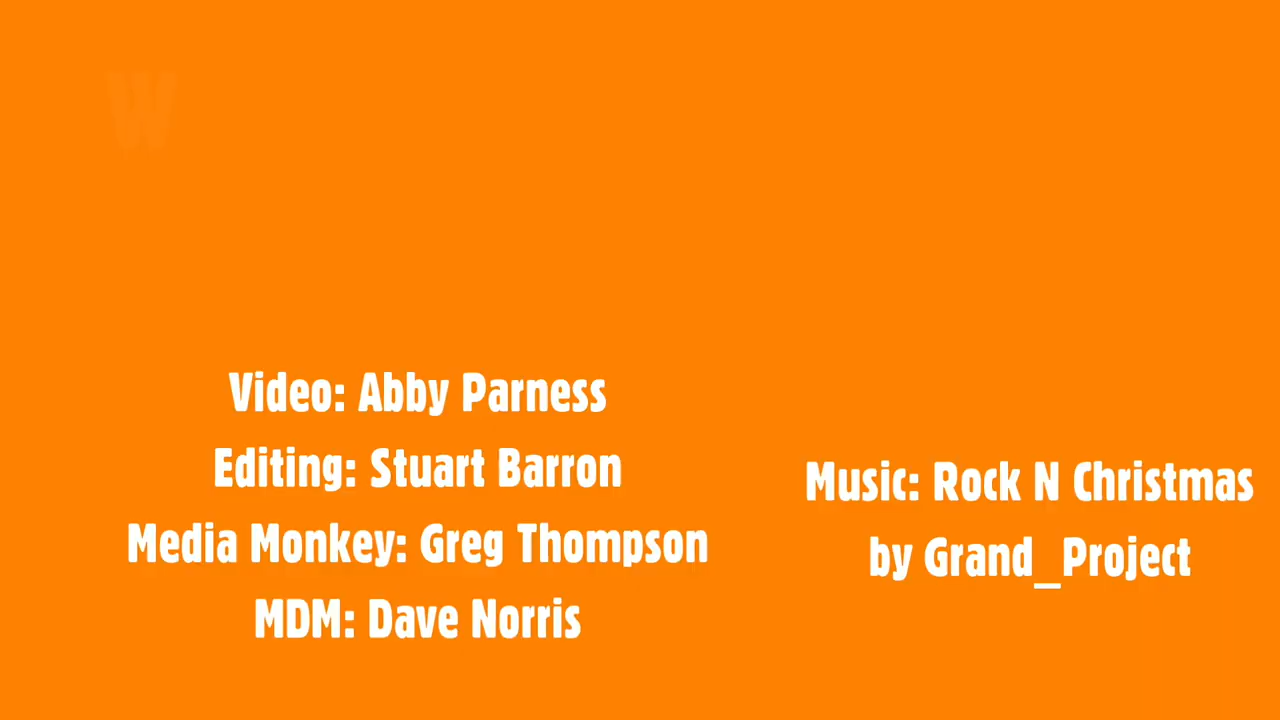 W
Video: Abby Parness
Editing: Stuart Barron
Media Monkey: Greg Thompson
MDM: Dave Norris
Music: Rock N Christmas
by Grand_Project